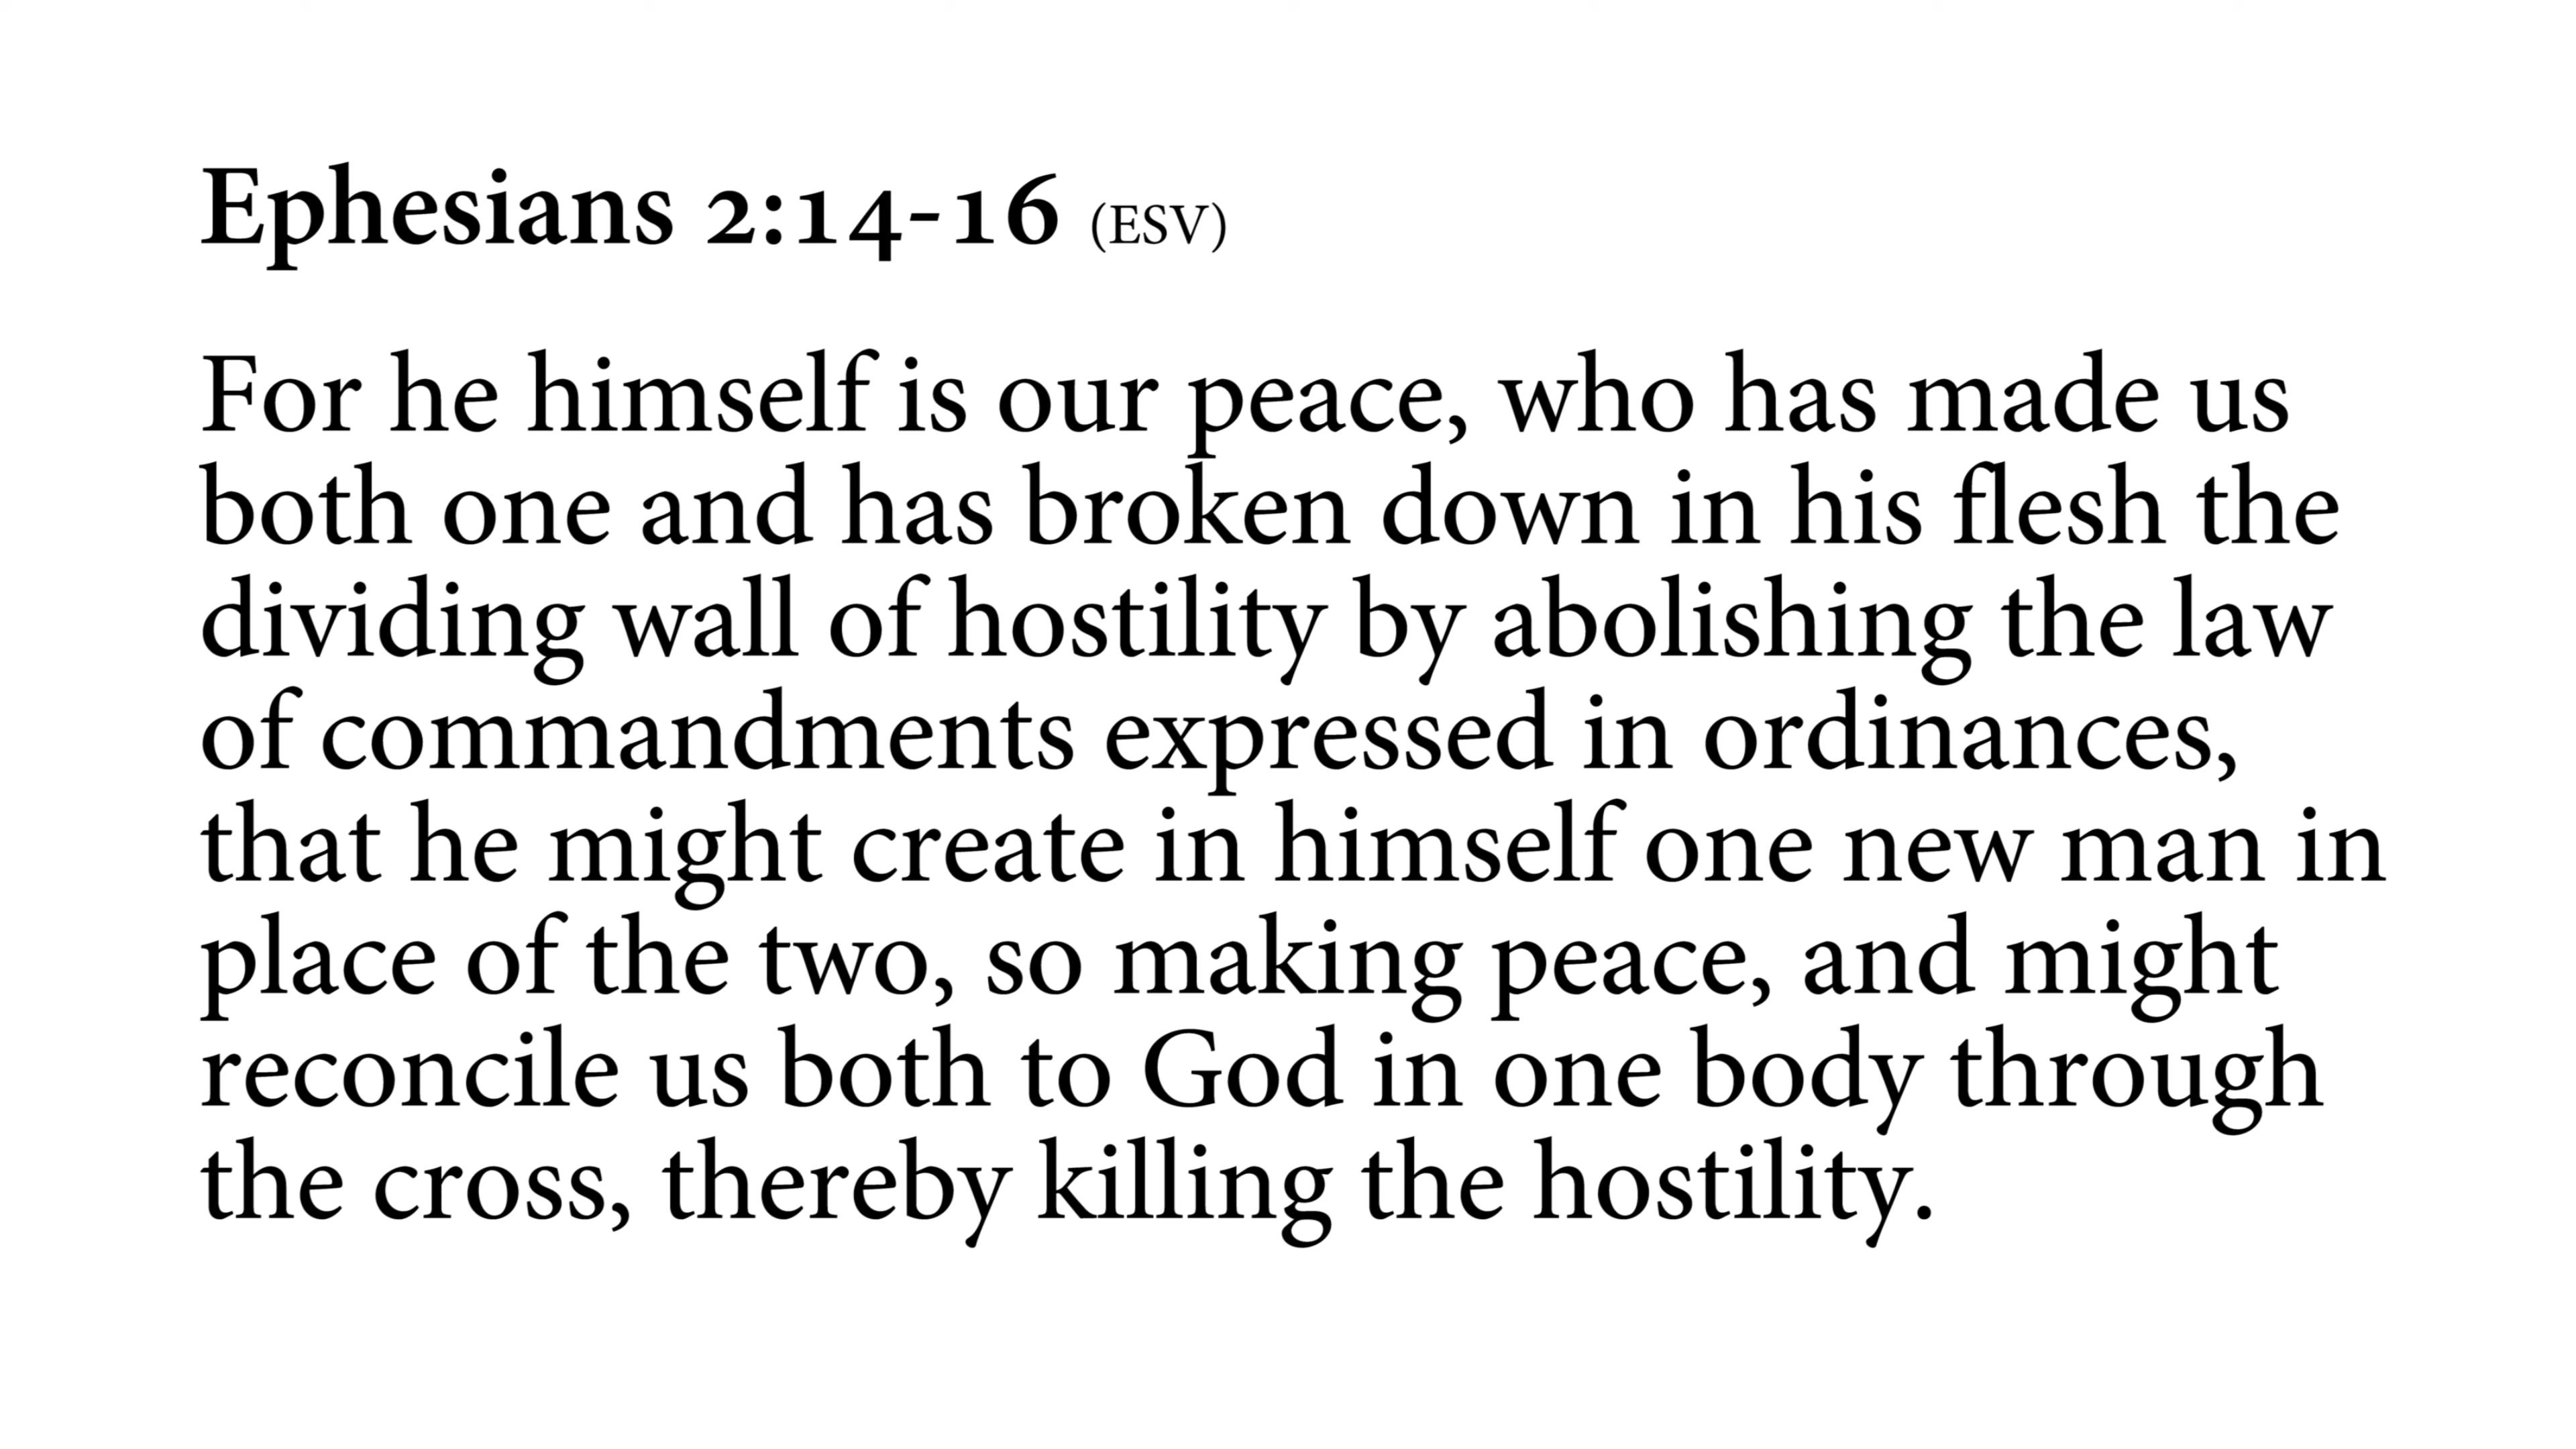 Ephesians 2:14-16 (ESV)
For he himself is our peace, who has made us
both one and has broken down in his flesh the
dividing wall of hostility by abolishing the law
of commandments expressed in ordinances,
that he might create in himself one new man in
place of the two, so making peace, and might
reconcile us both to God in one body through
the cross, thereby killing the hostility.